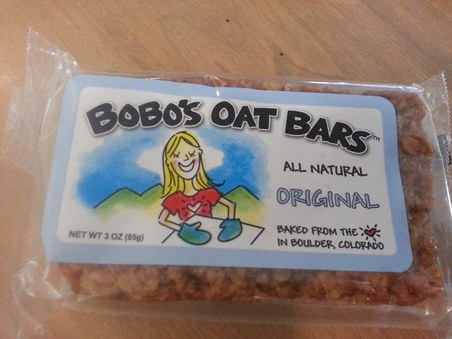 BOBO'S OAT BARS™
ALL NATURAL
ORIGINAL
BAKED FROM THE
IN BOULDER, COLORADO
NET WT 3 OZ (85g)